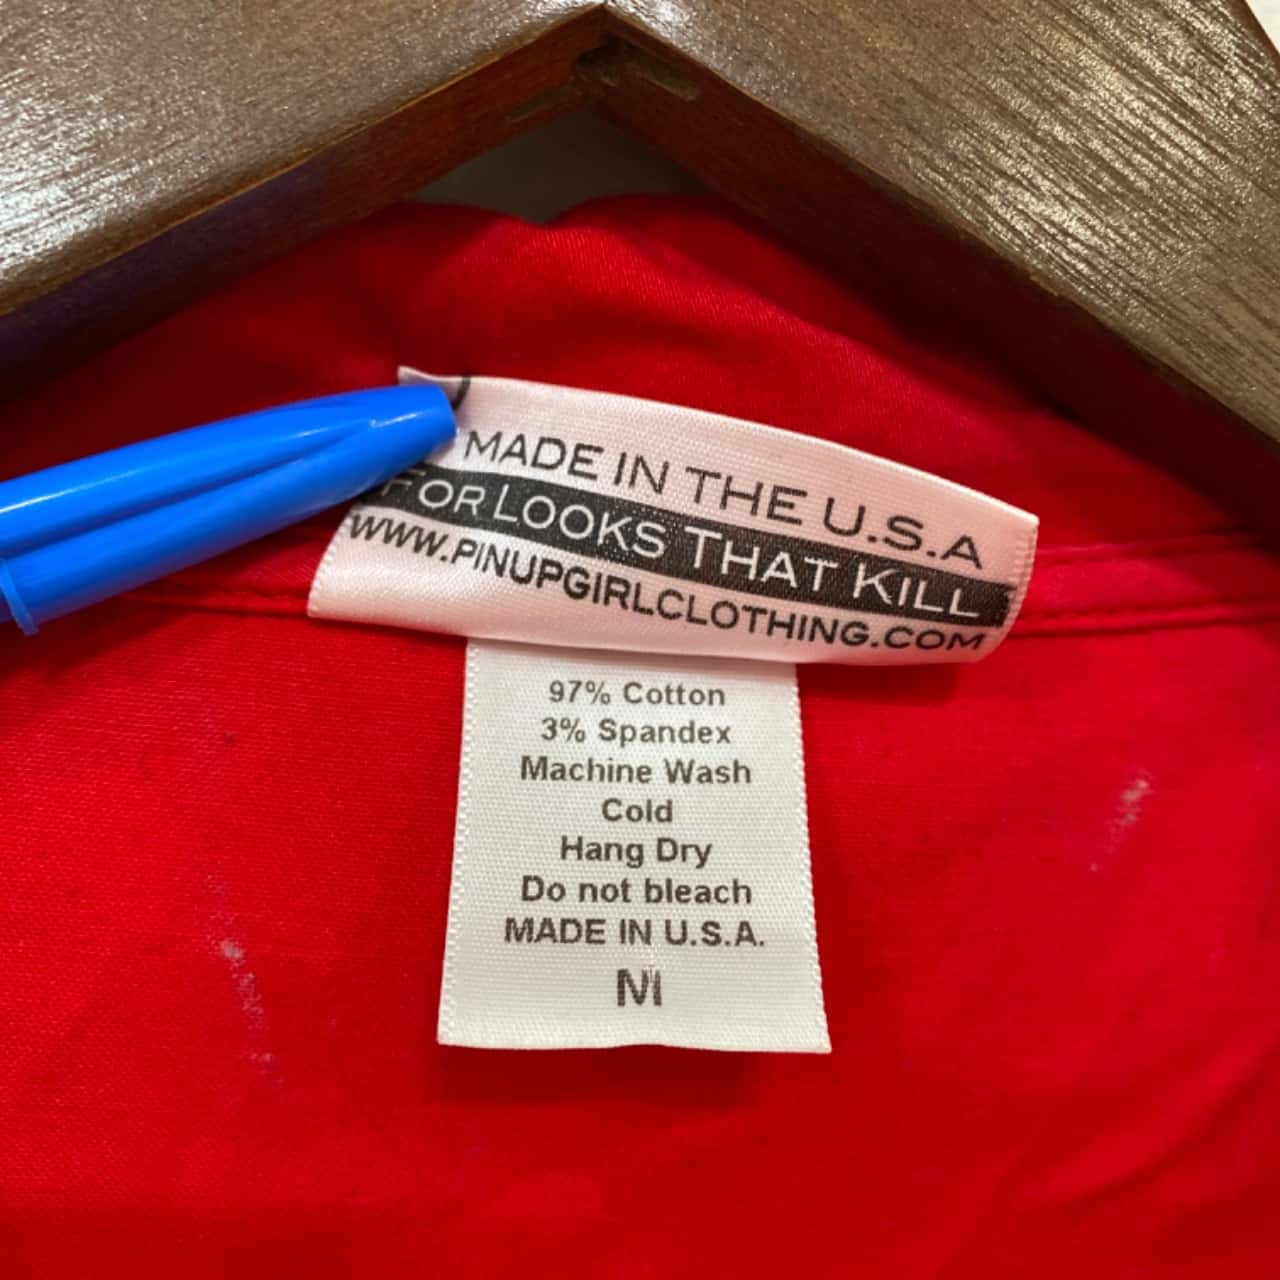 MADE IN THE U.S.A
FOR LOOKS THAT KILL
WWW.PINUPGIRLCLOTHING.COM
97% Cotton
3% Spandex
Machine Wash
Cold
Hang Dry
Do not bleach
MADE IN U.S.A.
M